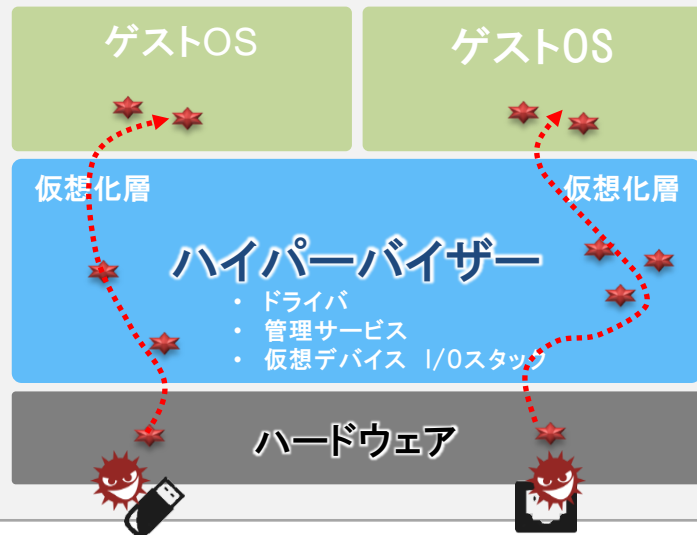 ゲストOS
ゲストOS
仮想化層
仮想化層
ハイパーバイザー
・ ドライバ
・ 管理サービス
・ 仮想デバイス I/Oスタック
ハードウェア